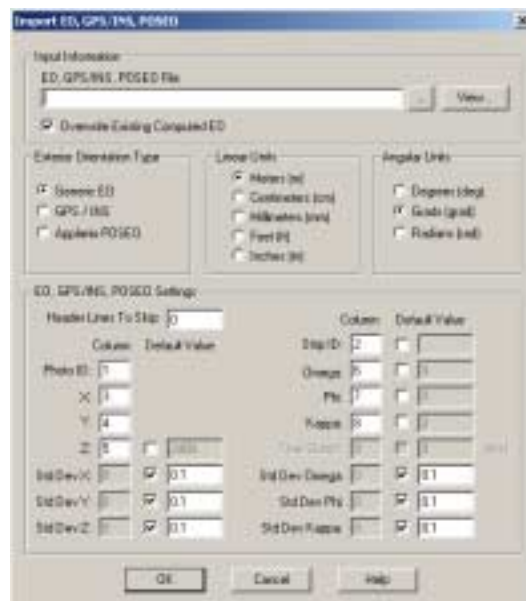 Import EO, GPS/INS, POSEO
Input Information
EO, GPS/INS, POSEO File
... View...
Overwrite Existing Computed EO
Exterior Orientation Type
Generic EO
GPS / INS
Applanix POSEO
Linear Units
Meters (m)
Centimeters (cm)
Millimeters (mm)
Feet (ft)
Inches (in)
Angular Units
Degrees (deg)
Grads (grad)
Radians (rad)
EO, GPS/INS, POSEO Settings
Header Lines To Skip: 0
Column Default Value
Photo ID: 1
X: 3
Y: 4
Z: 5
Std Dev X: 0.1
Std Dev Y: 0.1
Std Dev Z: 0.1
Column Default Value
Strip ID: 2
Omega: 6
Phi: 7
Kappa: 8
Std Dev Omega: 0.1
Std Dev Phi: 0.1
Std Dev Kappa: 0.1
OK Cancel Help